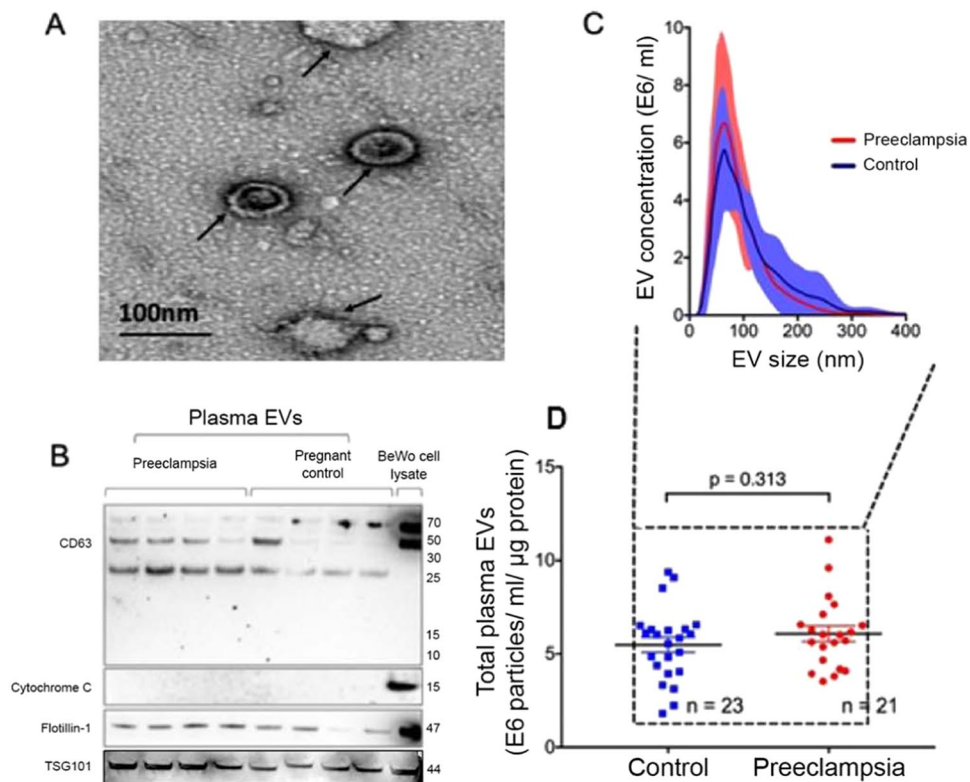 A
100nm
Plasma EVs
B
Preeclampsia
Pregnant
control
BeWo cell
lysate
CD63
70
50
30
25
15
10
Cytochrome C
15
Flotillin-1
47
TSG101
44
C
EV concentration (E6/ ml)
10
8
6
4
2
0
0
100
200
300
400
EV size (nm)
Preeclampsia
Control
D
Total plasma EVs
(E6 particles/ ml/ µg protein)
15
10
5
0
p = 0.313
n = 23
n = 21
Control
Preeclampsia